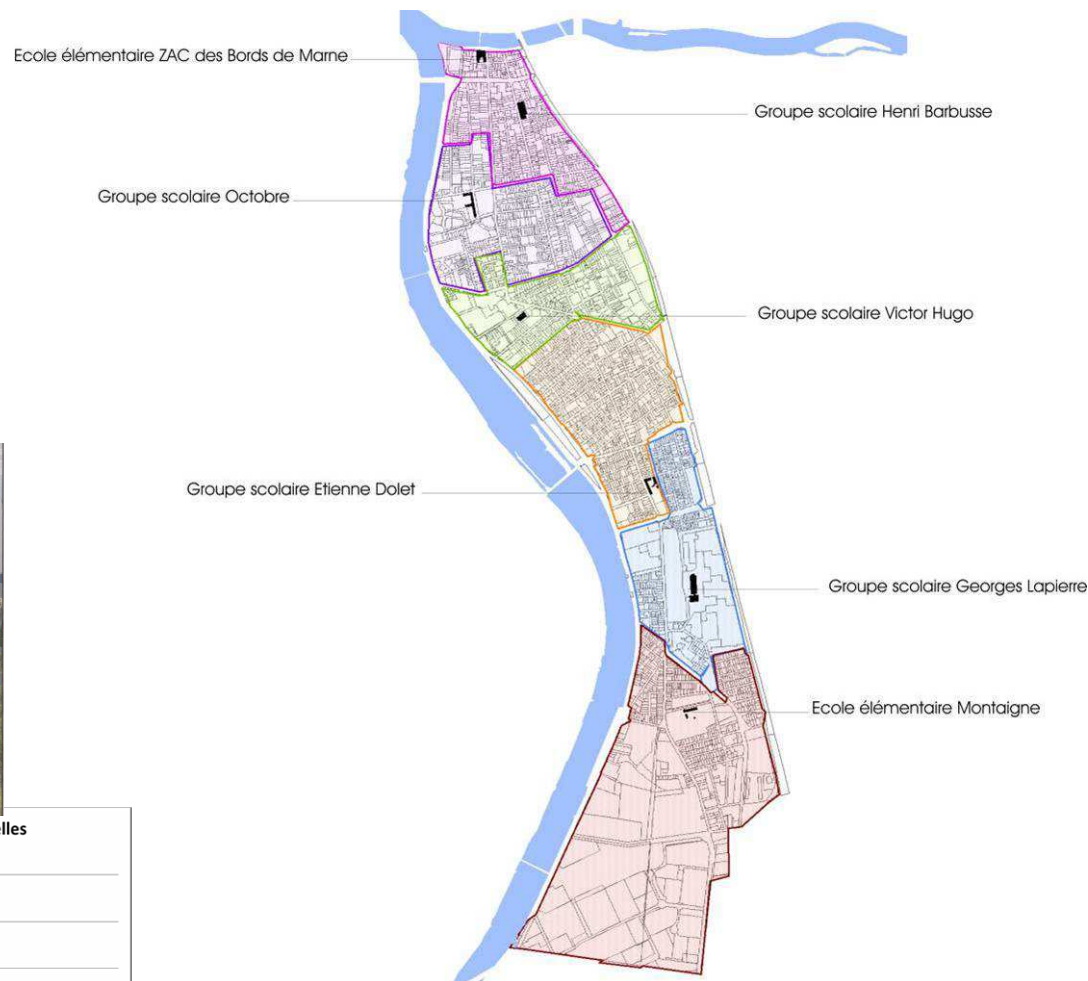 Ecole élémentaire ZAC des Bords de Marne
Groupe scolaire Henri Barbusse
Groupe scolaire Octobre
Groupe scolaire Victor Hugo
Groupe scolaire Etienne Dolet
Groupe scolaire Georges Lapierre
Ecole élémentaire Montaigne
elles